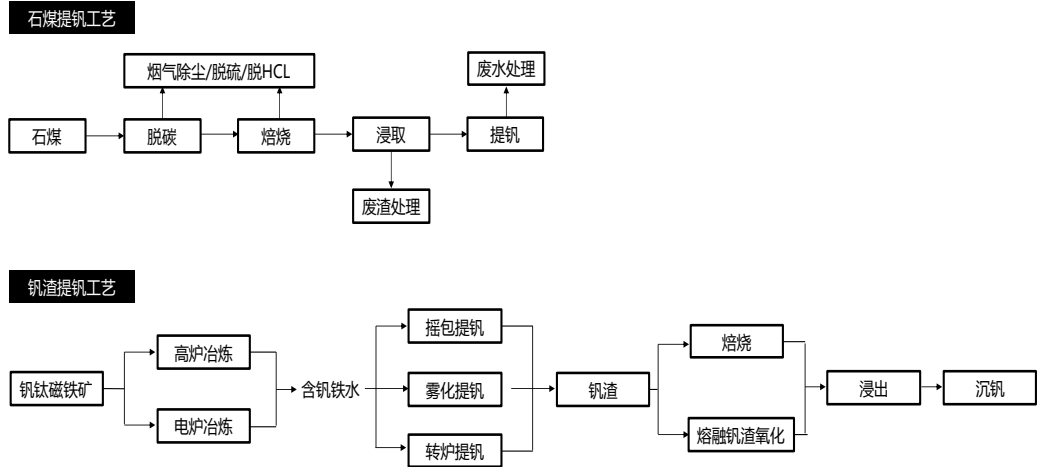 石煤提钒工艺
烟气除尘/脱硫/脱HCL
废水处理
石煤
脱碳
焙烧
浸取
提钒
废渣处理
钒渣提钒工艺
钒钛磁铁矿
高炉冶炼
电炉冶炼
含钒铁水
摇包提钒
雾化提钒
转炉提钒
钒渣
焙烧
熔融钒渣氧化
浸出
沉钒